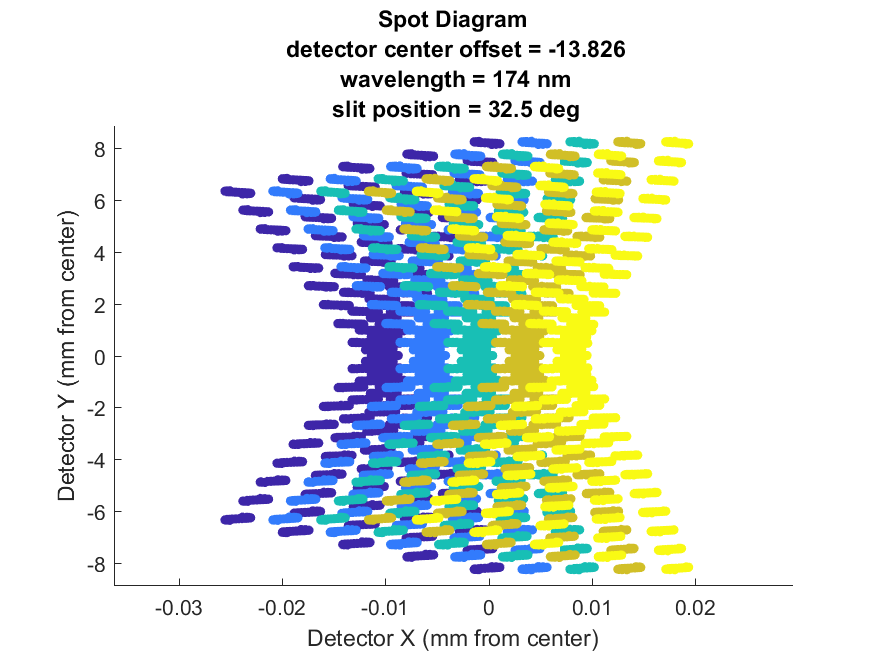 Spot Diagram
detector center offset = -13.826
wavelength = 174 nm
slit position = 32.5 deg
8
6
4
2
0
-2
-4
-6
-8
Detector Y (mm from center)
-0.03 -0.02 -0.01 0 0.01 0.02
Detector X (mm from center)